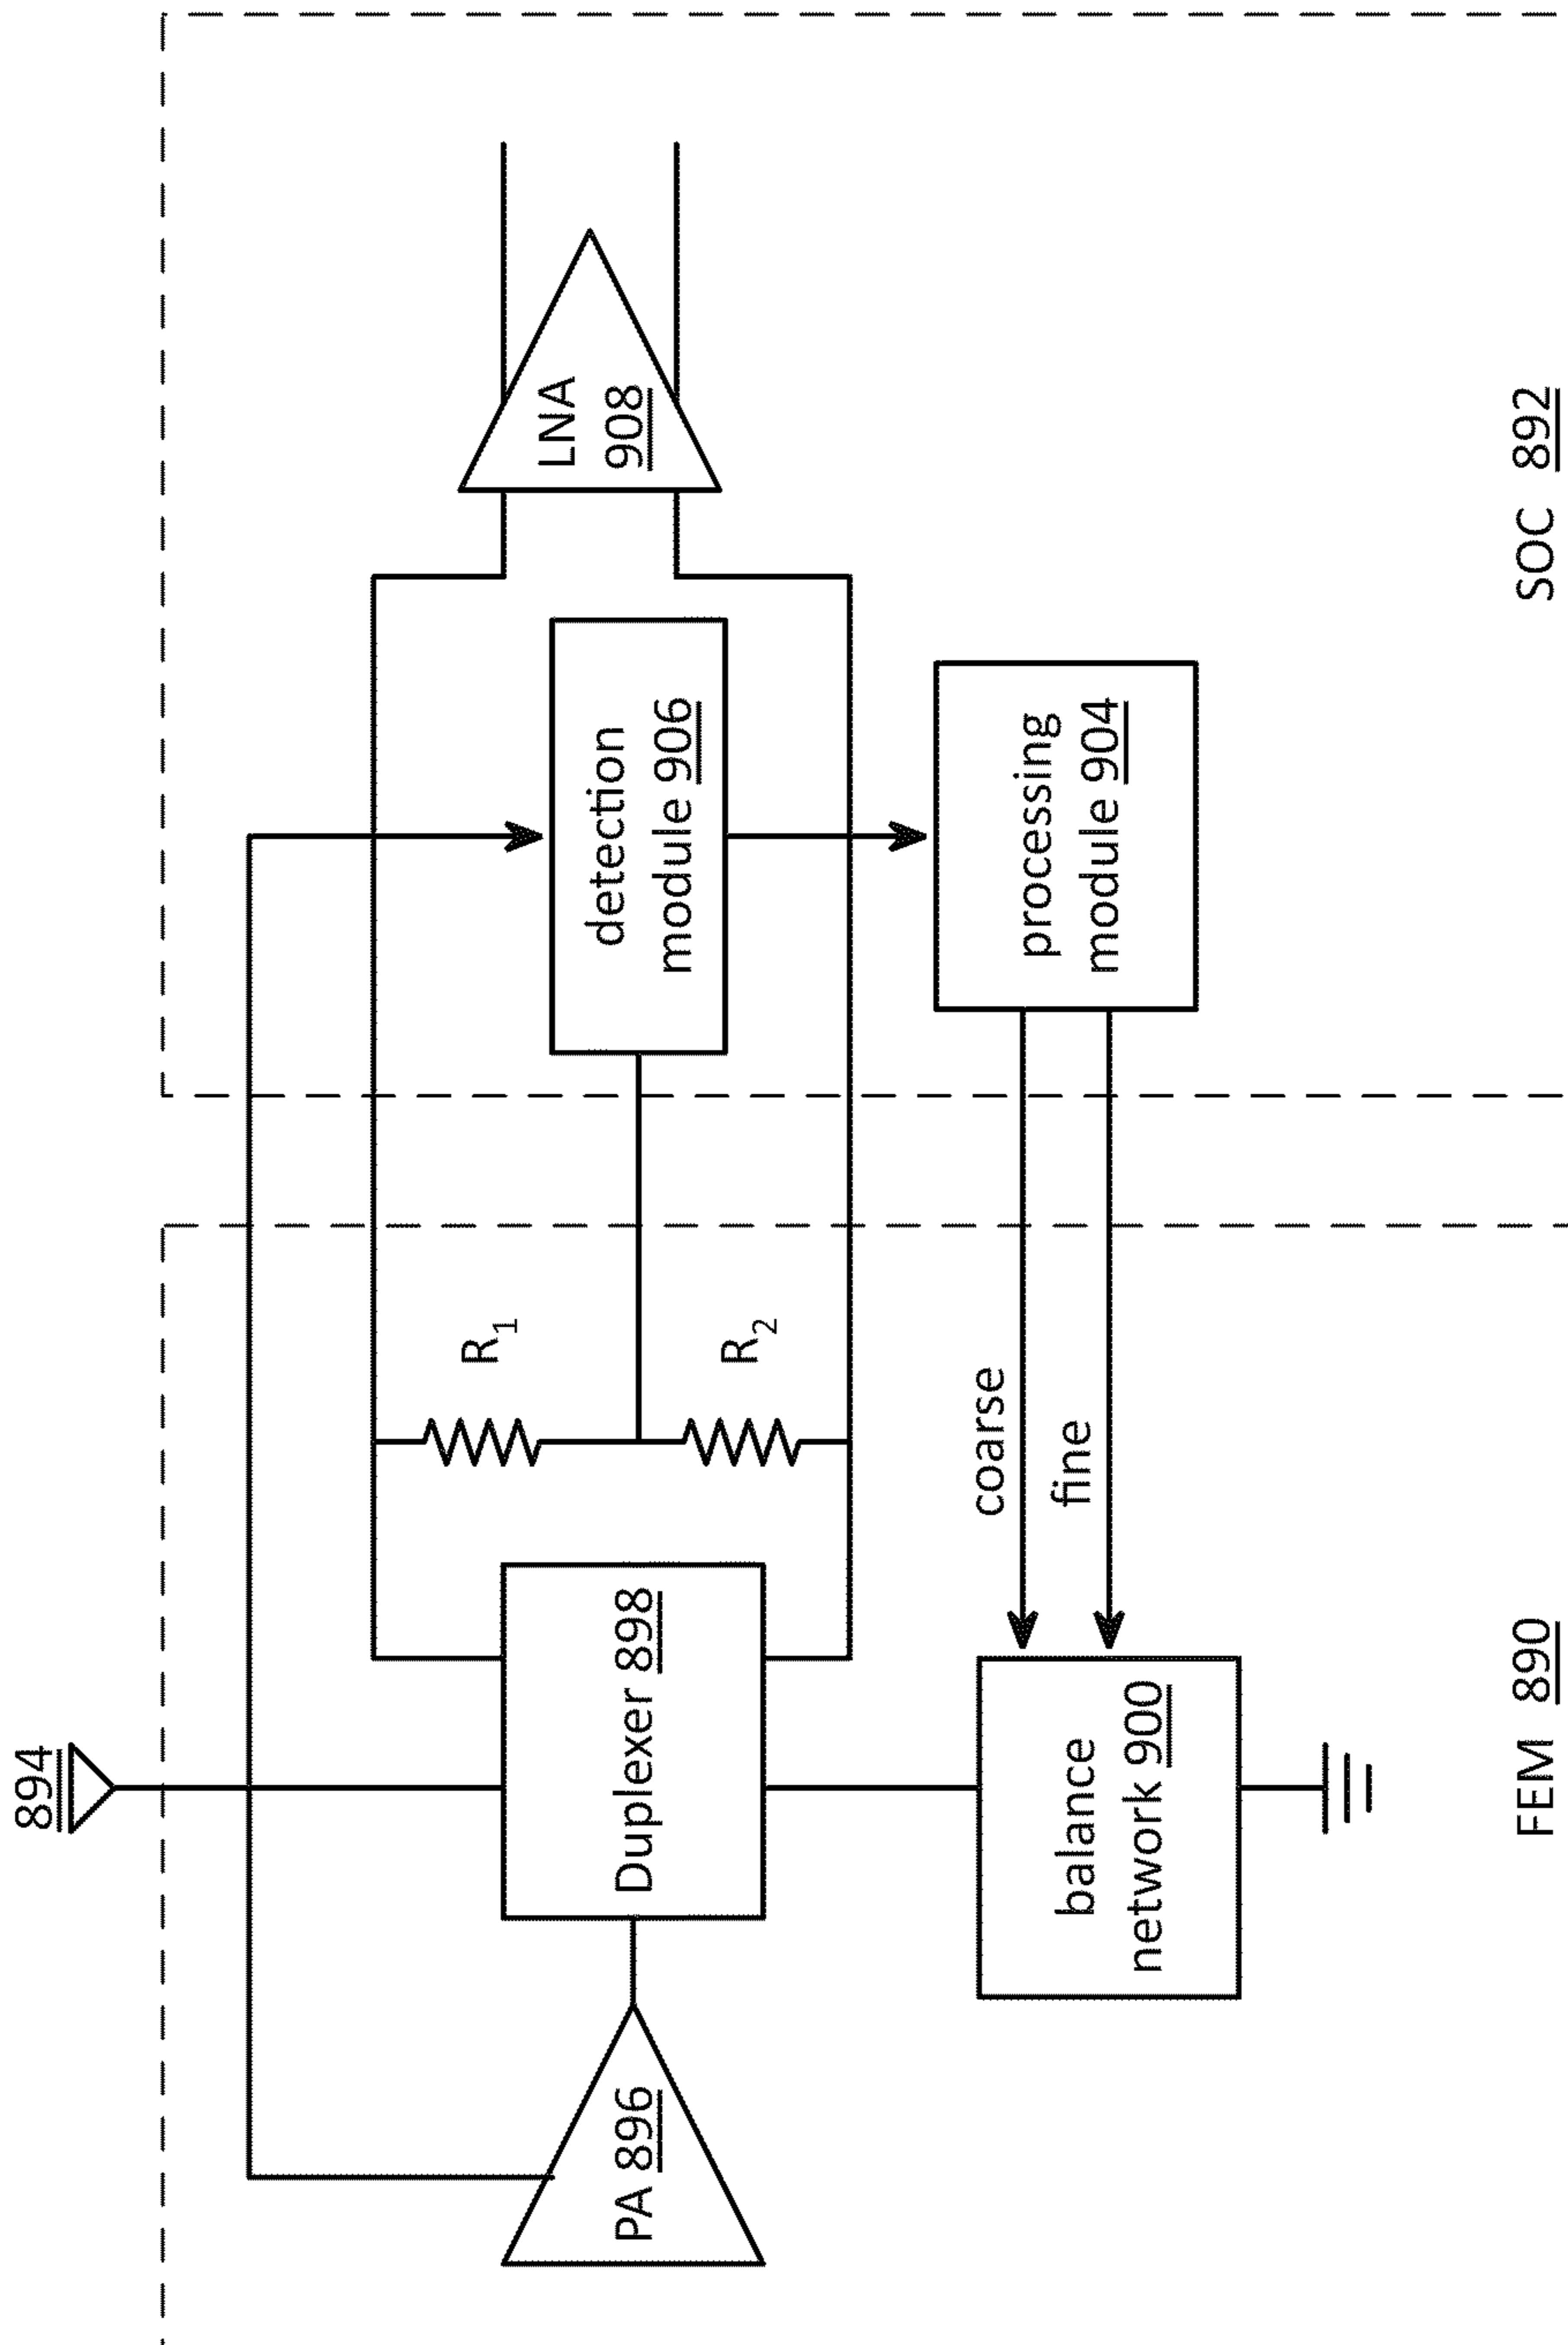 894
PA 896
Duplexer 898
R1
R2
detection
module 906
LNA
908
balance
network 900
coarse
fine
processing
module 904
FEM 890
SOC 892